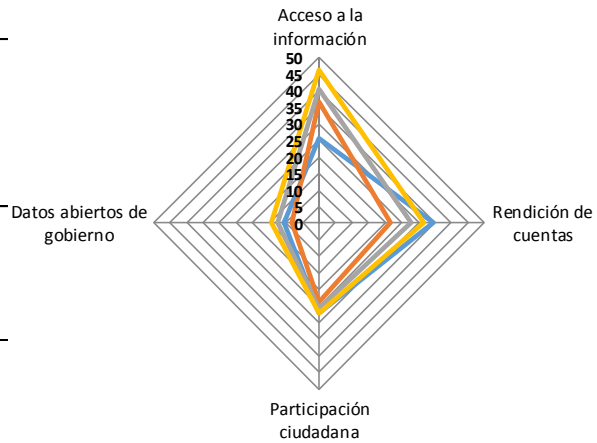 Acceso a la
información
50
45
40
35
30
25
20
15
10
5
0
Datos abiertos de
gobierno
Rendición de
cuentas
Participación
ciudadana